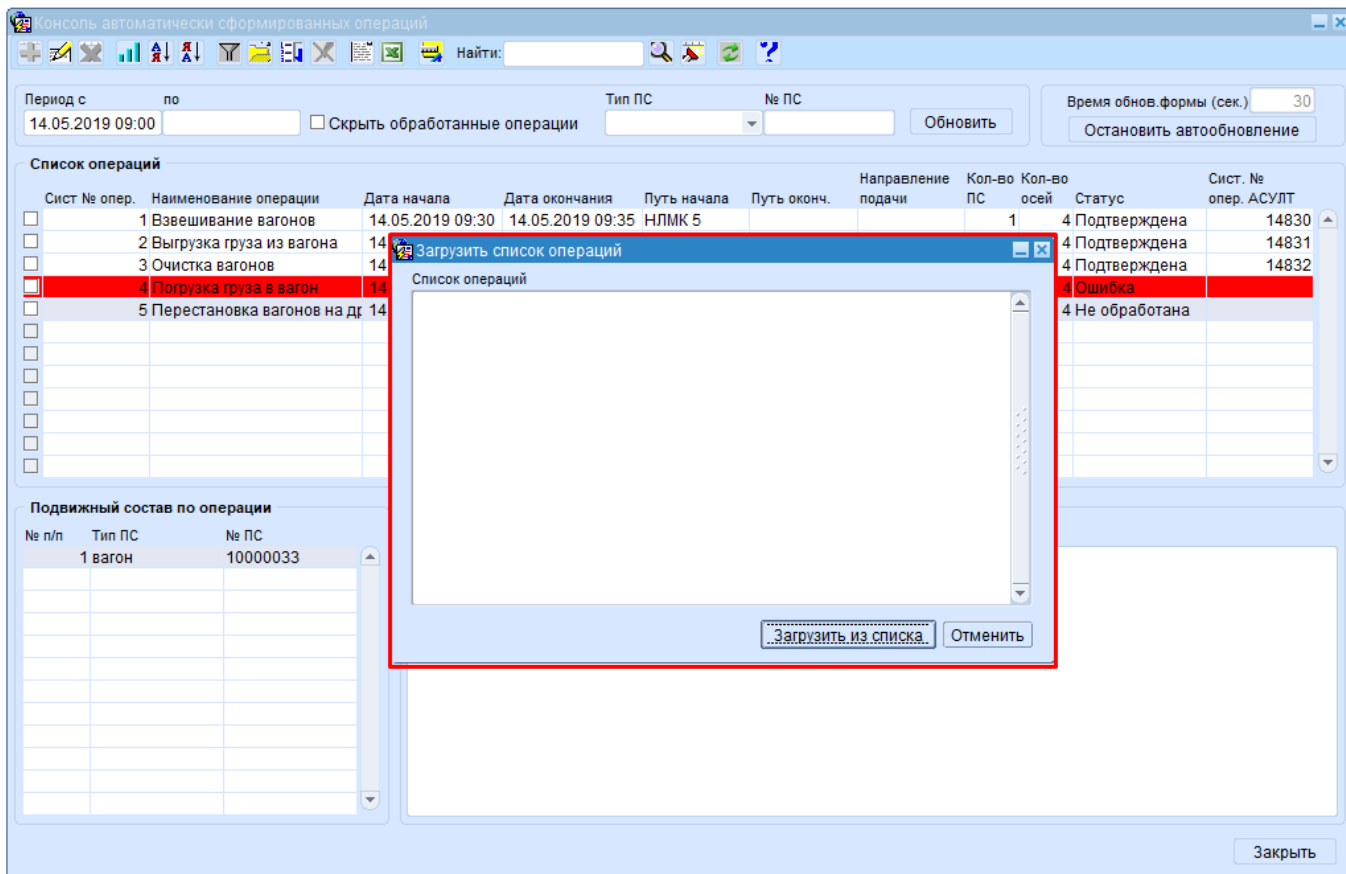 Консоль автоматически сформированных операций
Найти:
Период с по Тип ПС № ПС Время обнов.формы (сек.) 30
14.05.2019 09:00 Скрыть обработанные операции Обновить Остановить автообновление
Список операций
Направление Кол-во Кол-во Сист. №
Сист № опер. Наименование операции Дата начала Дата окончания Путь начала Путь оконч. подачи ПС осей Статус опер. АСУЛТ
1 Взвешивание вагонов 14.05.2019 09:30 14.05.2019 09:35 НЛМК 5 1 4 Подтверждена 14830
2 Выгрузка груза из вагона 14 4 Подтверждена 14831
3 Очистка вагонов 14 4 Подтверждена 14832
4 Погрузка груза в вагон 14 4 Ошибка
5 Перестановка вагонов на др 14 4 Не обработана
Загрузить список операций
Список операций
Загрузить из списка Отменить
Подвижный состав по операции
№ п/п Тип ПС № ПС
1 вагон 10000033
Закрыть